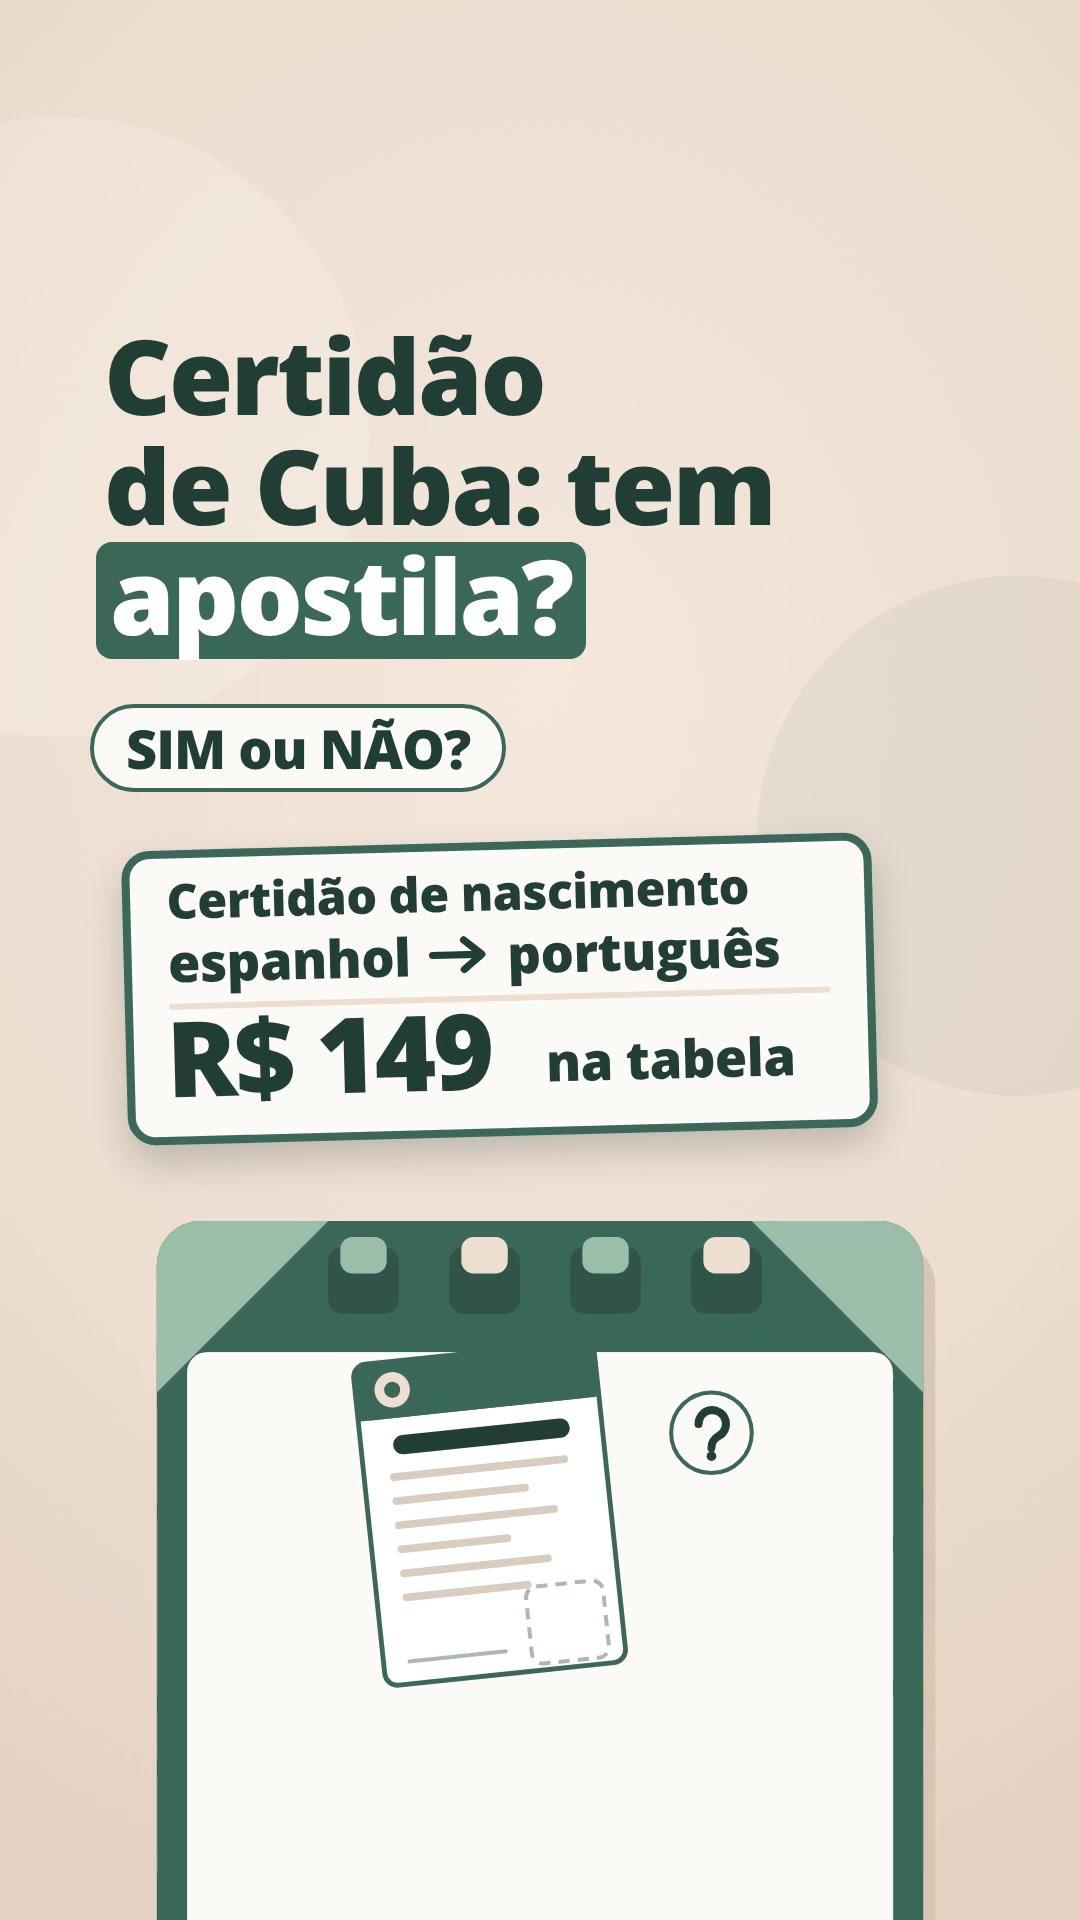 Certidão
de Cuba: tem
apostila?
SIM ou NÃO?
Certidão de nascimento
espanhol → português
R$ 149 na tabela
?